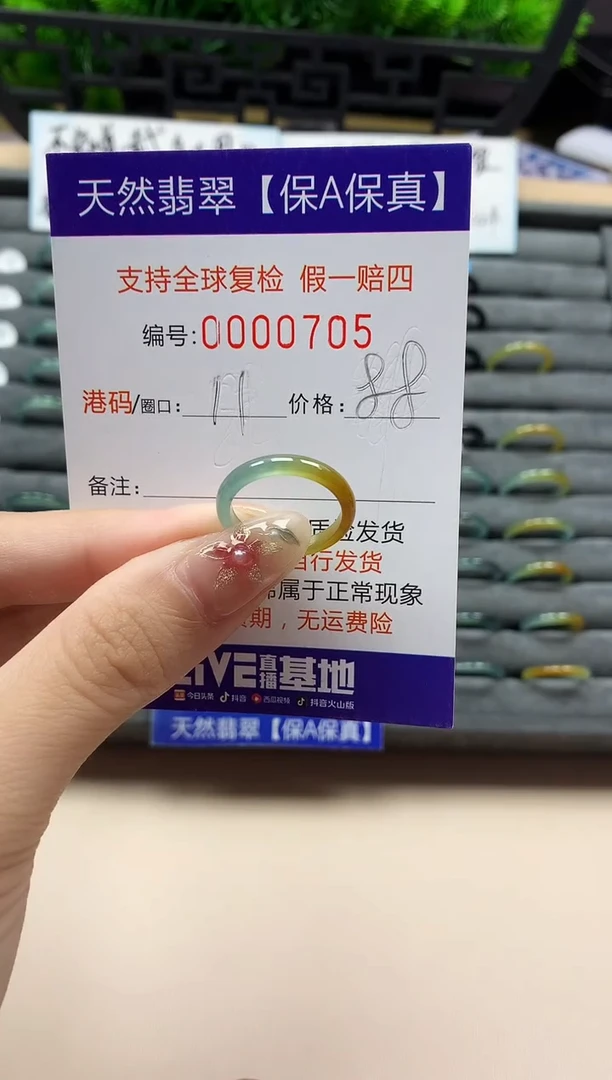 天然翡翠【保A保真】
支持全球复检 假一赔四
编号:0000705
港码/圈口: 11 价格: 88
备注:
质检发货
自行发货
属于正常现象
期，无运费险
LIVE直播基地
今日头条 抖音 西瓜视频 抖音火山版
天然翡翠【保A保真】